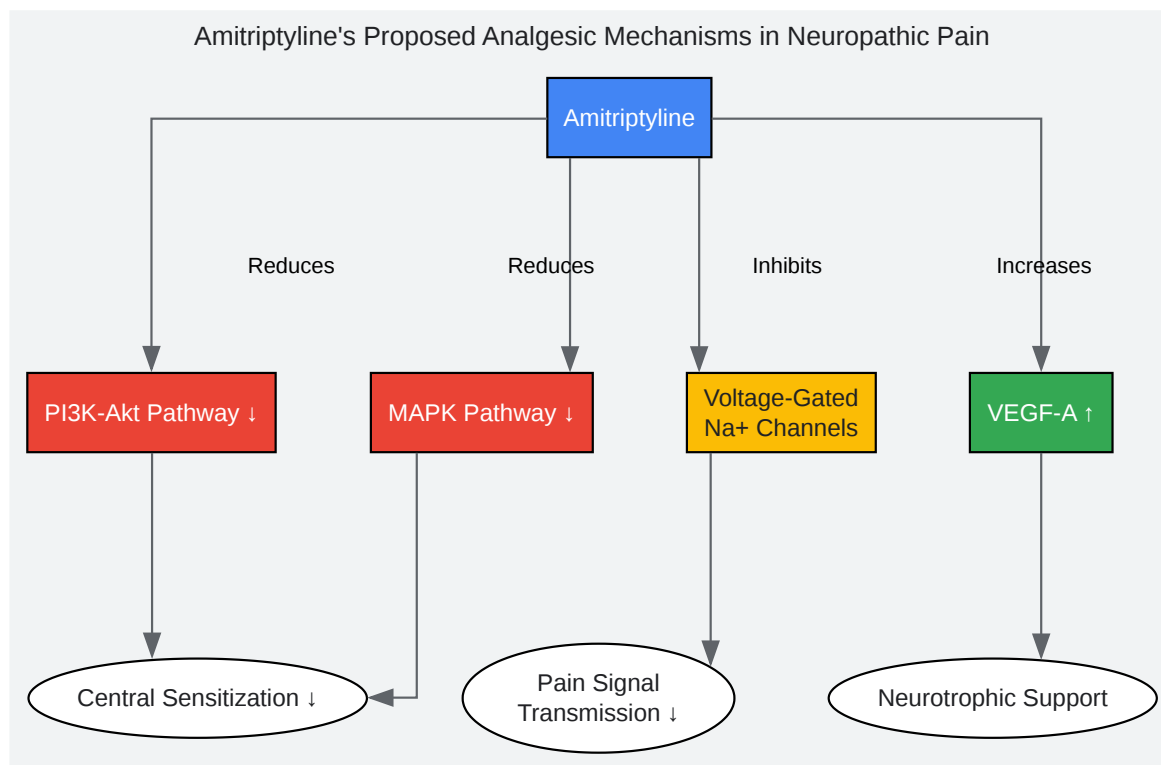 Amitriptyline's Proposed Analgesic Mechanisms in Neuropathic Pain
Amitriptyline
Reduces
Reduces
Inhibits
Increases
PI3K-Akt Pathway ↓
MAPK Pathway ↓
Voltage-Gated
Na+ Channels
VEGF-A ↑
Central Sensitization ↓
Pain Signal
Transmission ↓
Neurotrophic Support